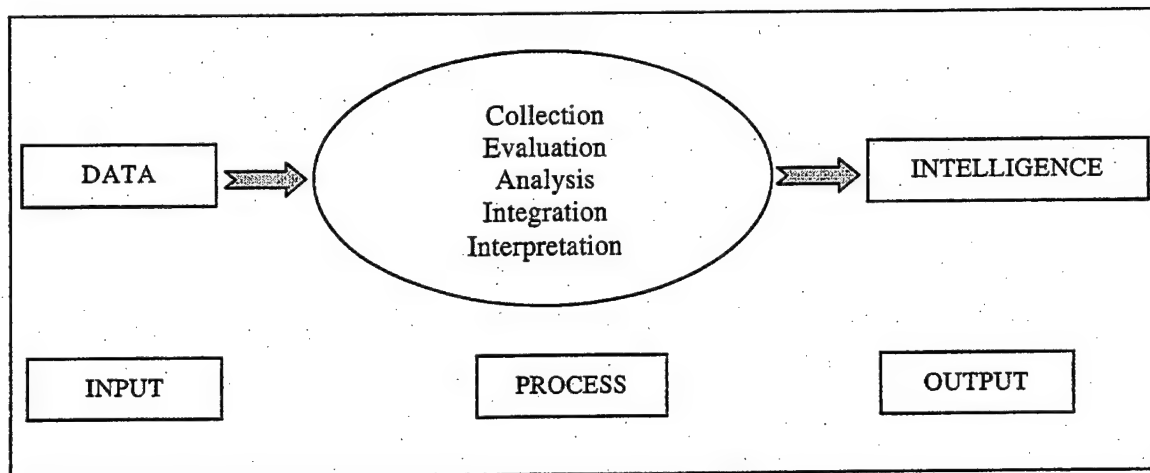 Collection
Evaluation
Analysis
Integration
Interpretation
DATA
INTELLIGENCE
INPUT
PROCESS
OUTPUT